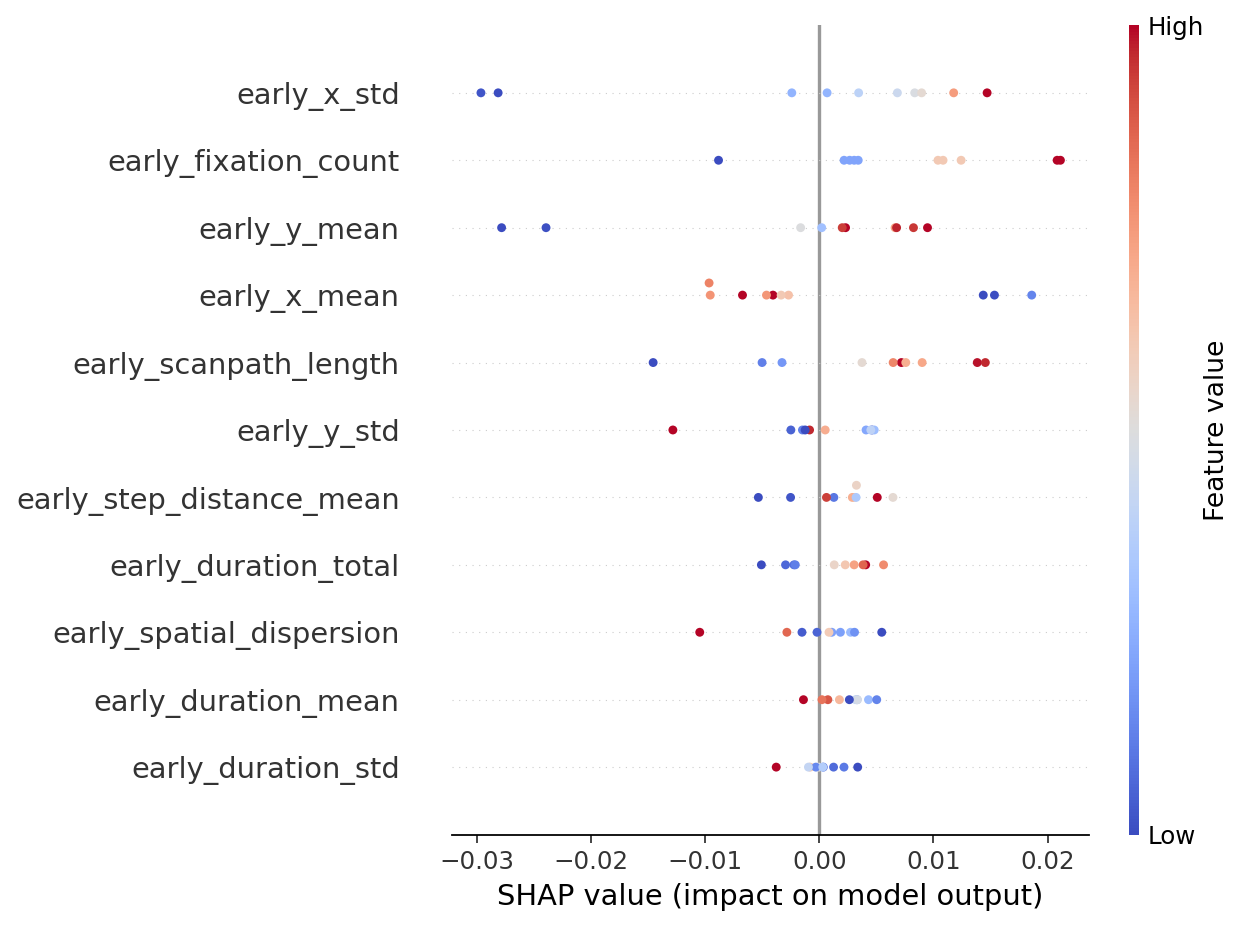 High
early_x_std
early_fixation_count
early_y_mean
early_x_mean
early_scanpath_length
early_y_std
early_step_distance_mean
early_duration_total
early_spatial_dispersion
early_duration_mean
early_duration_std
Feature value
Low
−0.03 −0.02 −0.01 0.00 0.01 0.02
SHAP value (impact on model output)